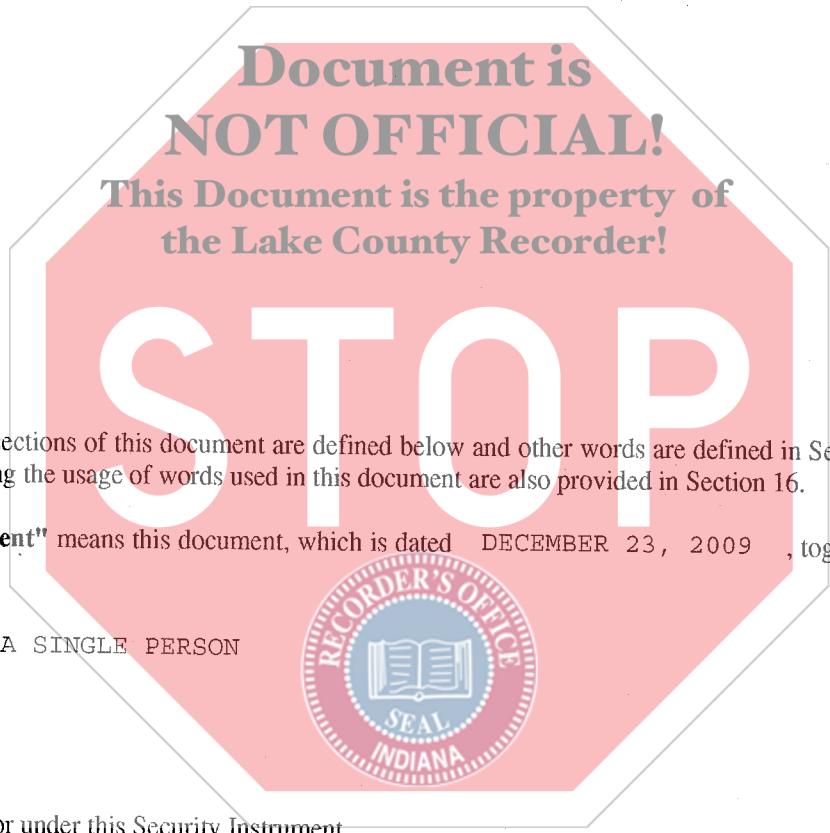 Document is
NOT OFFICIAL!
This Document is the property of
the Lake County Recorder!
STOP
ections of this document are defined below and other words are defined in Se
g the usage of words used in this document are also provided in Section 16.
ent" means this document, which is dated DECEMBER 23, 2009 , tog
A SINGLE PERSON
RECORDER'S OFFICE
SEAL
INDIANA
or under this Security Instrument